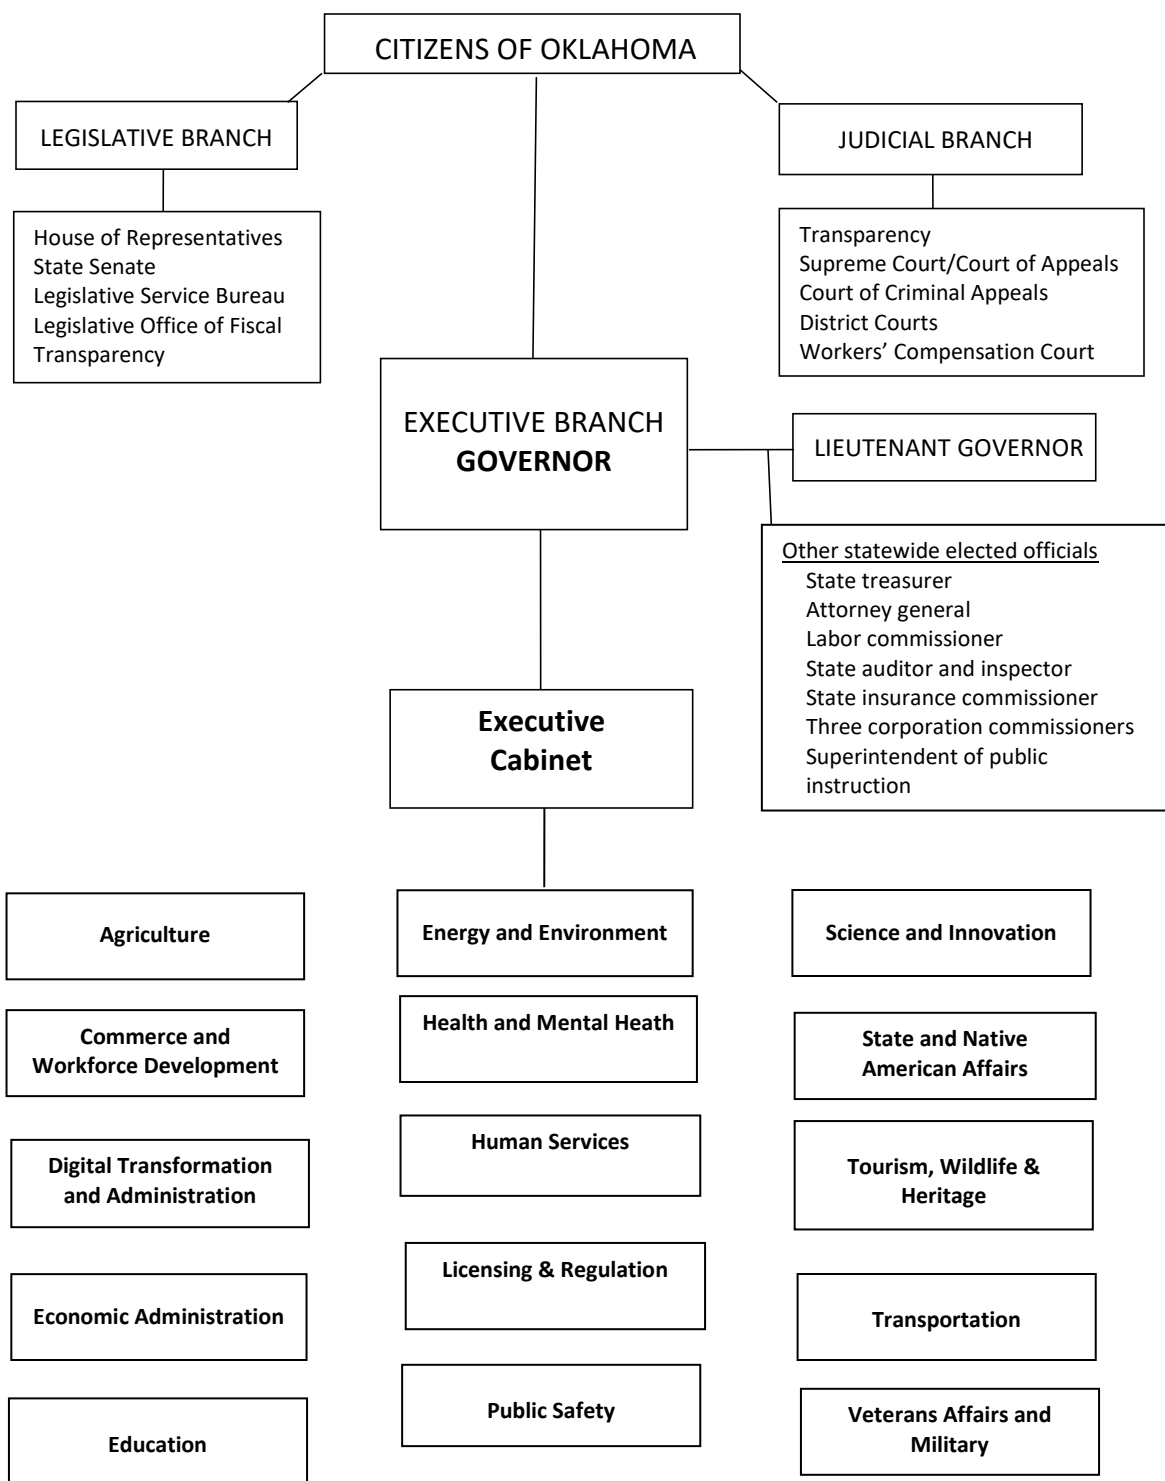 CITIZENS OF OKLAHOMA
LEGISLATIVE BRANCH
JUDICIAL BRANCH
House of Representatives
State Senate
Legislative Service Bureau
Legislative Office of Fiscal
Transparency
Transparency
Supreme Court/Court of Appeals
Court of Criminal Appeals
District Courts
Workers’ Compensation Court
EXECUTIVE BRANCH
GOVERNOR
LIEUTENANT GOVERNOR
Other statewide elected officials
State treasurer
Attorney general
Labor commissioner
State auditor and inspector
State insurance commissioner
Three corporation commissioners
Superintendent of public
instruction
Executive
Cabinet
Agriculture
Energy and Environment
Science and Innovation
Commerce and
Workforce Development
Health and Mental Heath
State and Native
American Affairs
Digital Transformation
and Administration
Human Services
Tourism, Wildlife &
Heritage
Economic Administration
Licensing & Regulation
Transportation
Education
Public Safety
Veterans Affairs and
Military